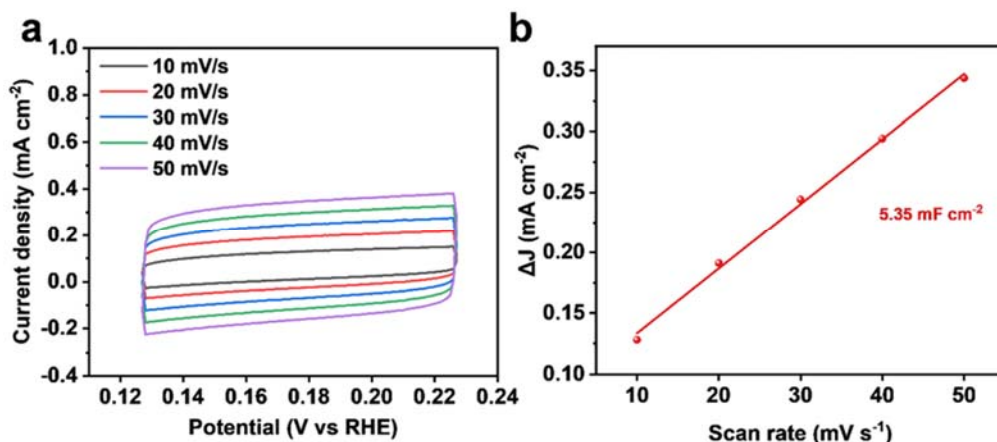 a
Current density (mA cm⁻²)
1.0
0.8
0.6
0.4
0.2
0.0
-0.2
-0.4
10 mV/s
20 mV/s
30 mV/s
40 mV/s
50 mV/s
0.12 0.14 0.16 0.18 0.20 0.22 0.24
Potential (V vs RHE)
b
ΔJ (mA cm⁻²)
0.35
0.30
0.25
0.20
0.15
0.10
5.35 mF cm⁻²
10 20 30 40 50
Scan rate (mV s⁻¹)